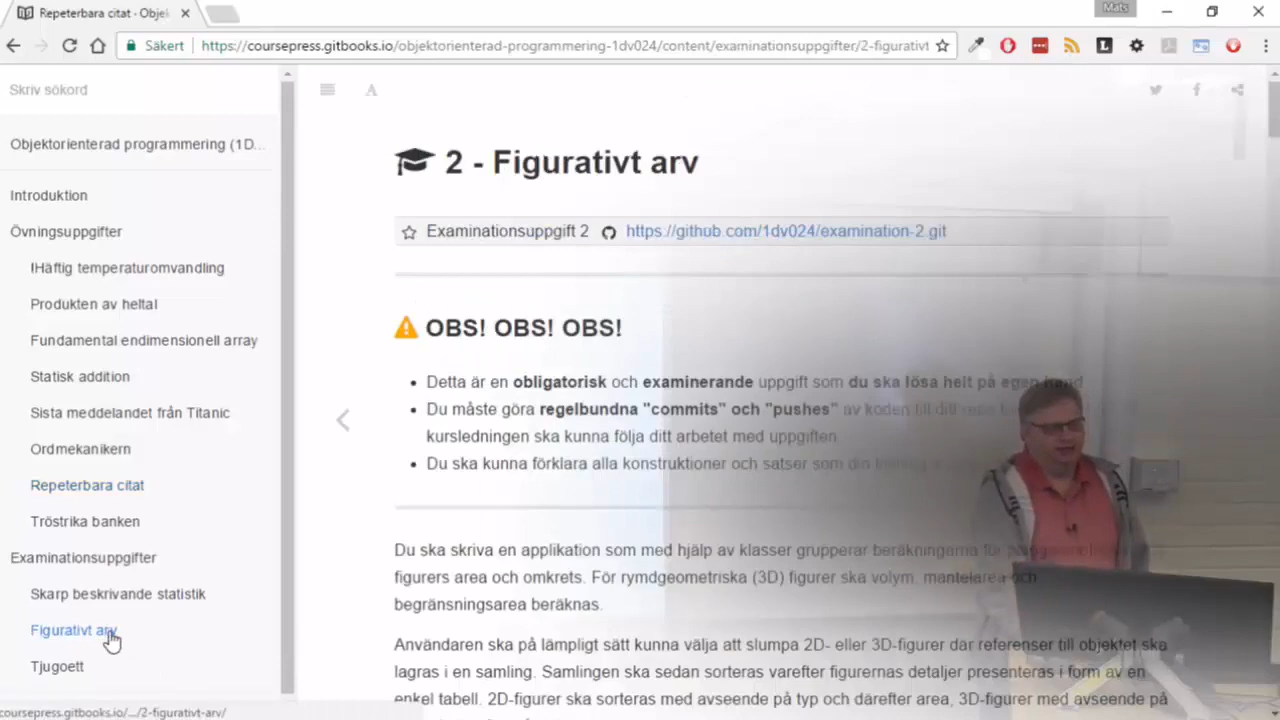 Repeterbara citat - Objek
Mats
Säkert
https://coursepress.gitbooks.io/objektorienterad-programmering-1dv024/content/examinationsuppgifter/2-figurativt
Skriv sökord
Objektorienterad programmering (1D...
Introduktion
Övningsuppgifter
IHäftig temperaturomvandling
Produkten av heltal
Fundamental endimensionell array
Statisk addition
Sista meddelandet från Titanic
Ordmekanikern
Repeterbara citat
Tröstrika banken
Examinationsuppgifter
Skarp beskrivande statistik
Figurativt arv
Tjugoett
coursepress.gitbooks.io/.../2-figurativt-arv/
A
2 - Figurativt arv
Examinationsuppgift 2 https://github.com/1dv024/examination-2.git
OBS! OBS! OBS!
• Detta är en obligatorisk och examinerande uppgift som du ska lösa helt på egen hand
• Du måste göra regelbundna "commits" och "pushes" av koden till ditt repo
kursledningen ska kunna följa ditt arbetet med uppgiften
• Du ska kunna förklara alla konstruktioner och satser som din
Du ska skriva en applikation som med hjälp av klasser grupperar beräkningarna för
figurers area och omkrets. För rymdgeometriska (3D) figurer ska volym, mantelarea och
begränsningsarea beräknas.
Användaren ska på lämpligt sätt kunna välja att slumpa 2D- eller 3D-figurer där referenser till objektet ska
lagras i en samling. Samlingen ska sedan sorteras varefter figurernas detaljer presenteras i form av en
enkel tabell. 2D-figurer ska sorteras med avseende på typ och därefter area, 3D-figurer med avseende på